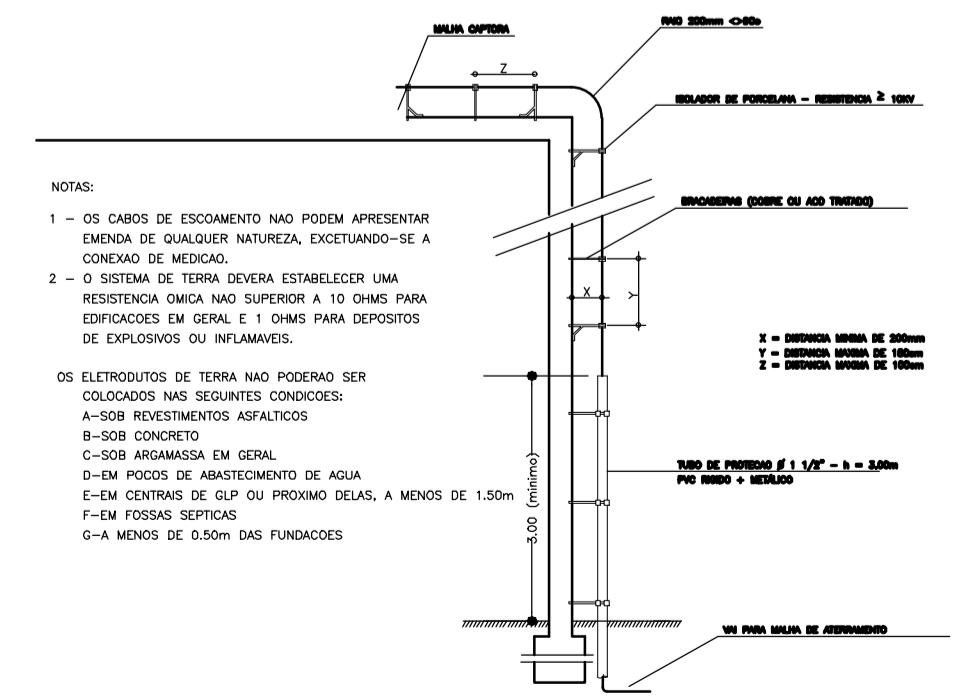 MALHA CAPTORA
RAIO 200mm <>90o
Z
ISOLADOR DE PORCELANA - RESISTENCIA ≥ 10KV
NOTAS:
1 - OS CABOS DE ESCOAMENTO NAO PODEM APRESENTAR
EMENDA DE QUALQUER NATUREZA, EXCETUANDO-SE A
CONEXAO DE MEDICAO.
2 - O SISTEMA DE TERRA DEVERA ESTABELECER UMA
RESISTENCIA OMICA NAO SUPERIOR A 10 OHMS PARA
EDIFICACOES EM GERAL E 1 OHMS PARA DEPOSITOS
DE EXPLOSIVOS OU INFLAMAVEIS.
BRACADEIRAS (COBRE OU ACO TRATADO)
X
Y
X = DISTANCIA MINIMA DE 200mm
Y = DISTANCIA MAXIMA DE 150cm
Z = DISTANCIA MAXIMA DE 150cm
OS ELETRODUTOS DE TERRA NAO PODERAO SER
COLOCADOS NAS SEGUINTES CONDICOES:
A-SOB REVESTIMENTOS ASFALTICOS
B-SOB CONCRETO
C-SOB ARGAMASSA EM GERAL
D-EM POCOS DE ABASTECIMENTO DE AGUA
E-EM CENTRAIS DE GLP OU PROXIMO DELAS, A MENOS DE 1.50m
F-EM FOSSAS SEPTICAS
G-A MENOS DE 0.50m DAS FUNDACOES
3.00 (minimo)
TUBO DE PROTECAO Ø 1 1/2" - h = 3.00m
PVC RIGIDO + METÁLICO
VAI PARA MALHA DE ATERRAMENTO